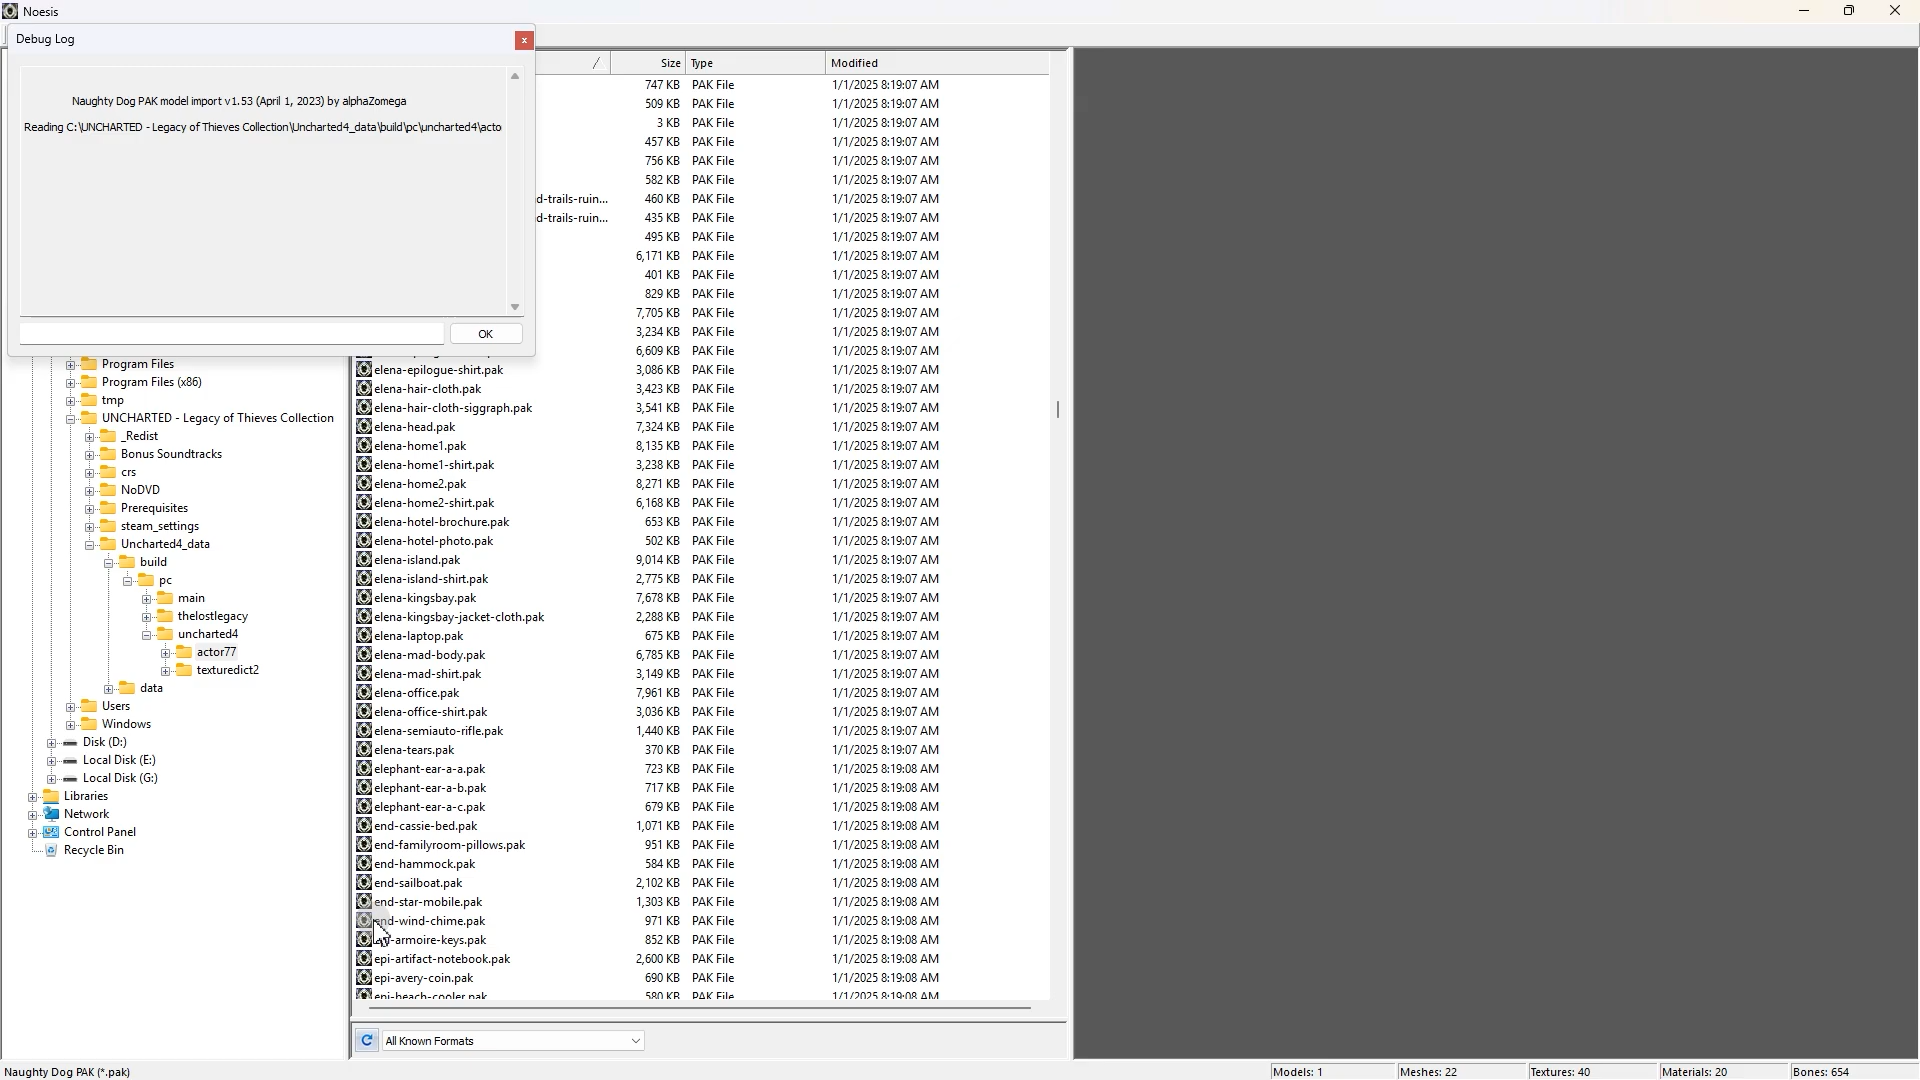 Noesis
Debug Log
Naughty Dog PAK model import v1.53 (April 1, 2023) by alphaZomega
Reading C:\UNCHARTED - Legacy of Thieves Collection\Uncharted4_data\build\pc\uncharted4\acto
OK
Program Files
Program Files (x86)
tmp
UNCHARTED - Legacy of Thieves Collection
_Redist
Bonus Soundtracks
crs
NoDVD
Prerequisites
steam_settings
Uncharted4_data
build
pc
main
thelostlegacy
uncharted4
actor77
texturedict2
data
Users
Windows
Disk (D:)
Local Disk (E:)
Local Disk (G:)
Libraries
Network
Control Panel
Recycle Bin
Size Type Modified
747 KB PAK File 1/1/2025 8:19:07 AM
509 KB PAK File 1/1/2025 8:19:07 AM
3 KB PAK File 1/1/2025 8:19:07 AM
457 KB PAK File 1/1/2025 8:19:07 AM
756 KB PAK File 1/1/2025 8:19:07 AM
582 KB PAK File 1/1/2025 8:19:07 AM
d-trails-ruin... 460 KB PAK File 1/1/2025 8:19:07 AM
d-trails-ruin... 435 KB PAK File 1/1/2025 8:19:07 AM
495 KB PAK File 1/1/2025 8:19:07 AM
6,171 KB PAK File 1/1/2025 8:19:07 AM
401 KB PAK File 1/1/2025 8:19:07 AM
829 KB PAK File 1/1/2025 8:19:07 AM
7,705 KB PAK File 1/1/2025 8:19:07 AM
3,234 KB PAK File 1/1/2025 8:19:07 AM
6,609 KB PAK File 1/1/2025 8:19:07 AM
elena-epilogue-shirt.pak 3,086 KB PAK File 1/1/2025 8:19:07 AM
elena-hair-cloth.pak 3,423 KB PAK File 1/1/2025 8:19:07 AM
elena-hair-cloth-siggraph.pak 3,541 KB PAK File 1/1/2025 8:19:07 AM
elena-head.pak 7,324 KB PAK File 1/1/2025 8:19:07 AM
elena-home1.pak 8,135 KB PAK File 1/1/2025 8:19:07 AM
elena-home1-shirt.pak 3,238 KB PAK File 1/1/2025 8:19:07 AM
elena-home2.pak 8,271 KB PAK File 1/1/2025 8:19:07 AM
elena-home2-shirt.pak 6,168 KB PAK File 1/1/2025 8:19:07 AM
elena-hotel-brochure.pak 653 KB PAK File 1/1/2025 8:19:07 AM
elena-hotel-photo.pak 502 KB PAK File 1/1/2025 8:19:07 AM
elena-island.pak 9,014 KB PAK File 1/1/2025 8:19:07 AM
elena-island-shirt.pak 2,775 KB PAK File 1/1/2025 8:19:07 AM
elena-kingsbay.pak 7,678 KB PAK File 1/1/2025 8:19:07 AM
elena-kingsbay-jacket-cloth.pak 2,288 KB PAK File 1/1/2025 8:19:07 AM
elena-laptop.pak 675 KB PAK File 1/1/2025 8:19:07 AM
elena-mad-body.pak 6,785 KB PAK File 1/1/2025 8:19:07 AM
elena-mad-shirt.pak 3,149 KB PAK File 1/1/2025 8:19:07 AM
elena-office.pak 7,961 KB PAK File 1/1/2025 8:19:07 AM
elena-office-shirt.pak 3,036 KB PAK File 1/1/2025 8:19:07 AM
elena-semiauto-rifle.pak 1,440 KB PAK File 1/1/2025 8:19:07 AM
elena-tears.pak 370 KB PAK File 1/1/2025 8:19:07 AM
elephant-ear-a-a.pak 723 KB PAK File 1/1/2025 8:19:08 AM
elephant-ear-a-b.pak 717 KB PAK File 1/1/2025 8:19:08 AM
elephant-ear-a-c.pak 679 KB PAK File 1/1/2025 8:19:08 AM
end-cassie-bed.pak 1,071 KB PAK File 1/1/2025 8:19:08 AM
end-familyroom-pillows.pak 951 KB PAK File 1/1/2025 8:19:08 AM
end-hammock.pak 584 KB PAK File 1/1/2025 8:19:08 AM
end-sailboat.pak 2,102 KB PAK File 1/1/2025 8:19:08 AM
end-star-mobile.pak 1,303 KB PAK File 1/1/2025 8:19:08 AM
end-wind-chime.pak 971 KB PAK File 1/1/2025 8:19:08 AM
-armoire-keys.pak 852 KB PAK File 1/1/2025 8:19:08 AM
epi-artifact-notebook.pak 2,600 KB PAK File 1/1/2025 8:19:08 AM
epi-avery-coin.pak 690 KB PAK File 1/1/2025 8:19:08 AM
epi-beach-cooler.pak 580 KB PAK File 1/1/2025 8:19:08 AM
All Known Formats
Naughty Dog PAK (*.pak)
Models: 1
Meshes: 22
Textures: 40
Materials: 20
Bones: 654